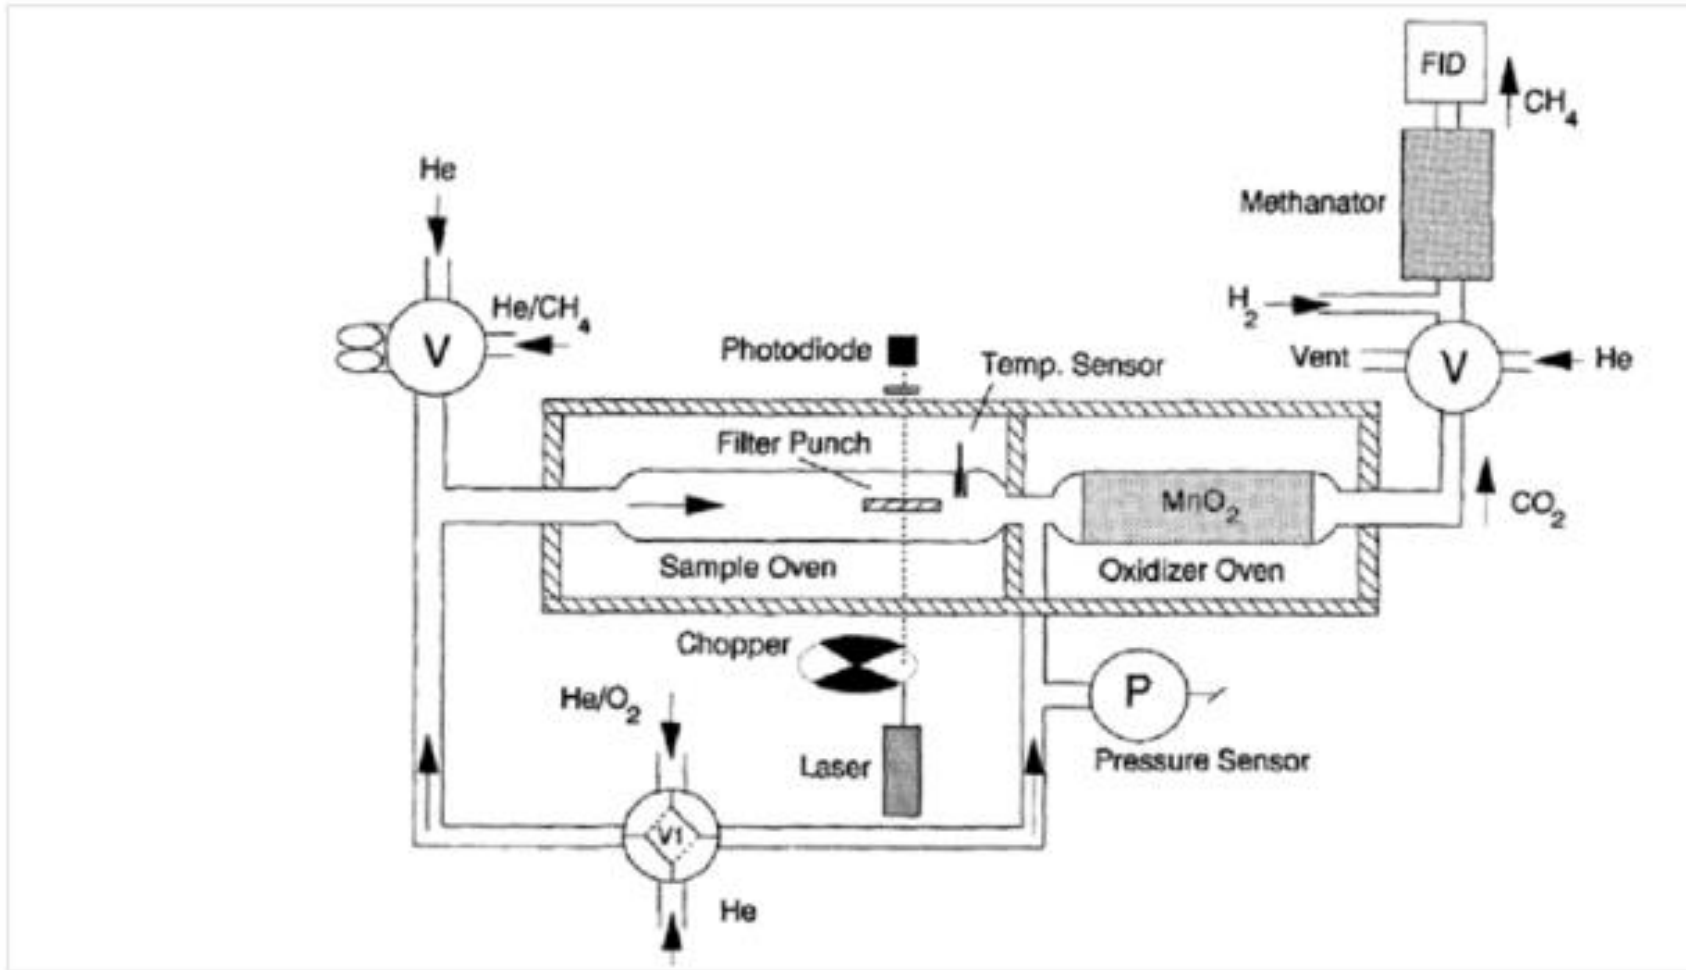 FID
CH4
He
Methanator
He/CH4
H2
V
Photodiode
Temp. Sensor
Vent
V
He
Filter Punch
MnO2
CO2
Sample Oven
Oxidizer Oven
Chopper
He/O2
P
Laser
Pressure Sensor
V1
He